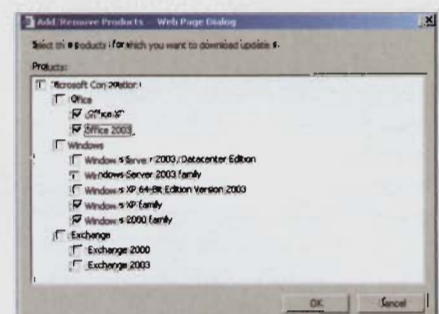 Add/Remove Products -- Web Page Dialog
Select the products for which you want to download updates.
Products:
Microsoft Corporation
Office
Office XP
Office 2003
Windows
Windows Server 2003, Datacenter Edition
Windows Server 2003 family
Windows XP 64-Bit Edition Version 2003
Windows XP family
Windows 2000 family
Exchange
Exchange 2000
Exchange 2003
OK
Cancel